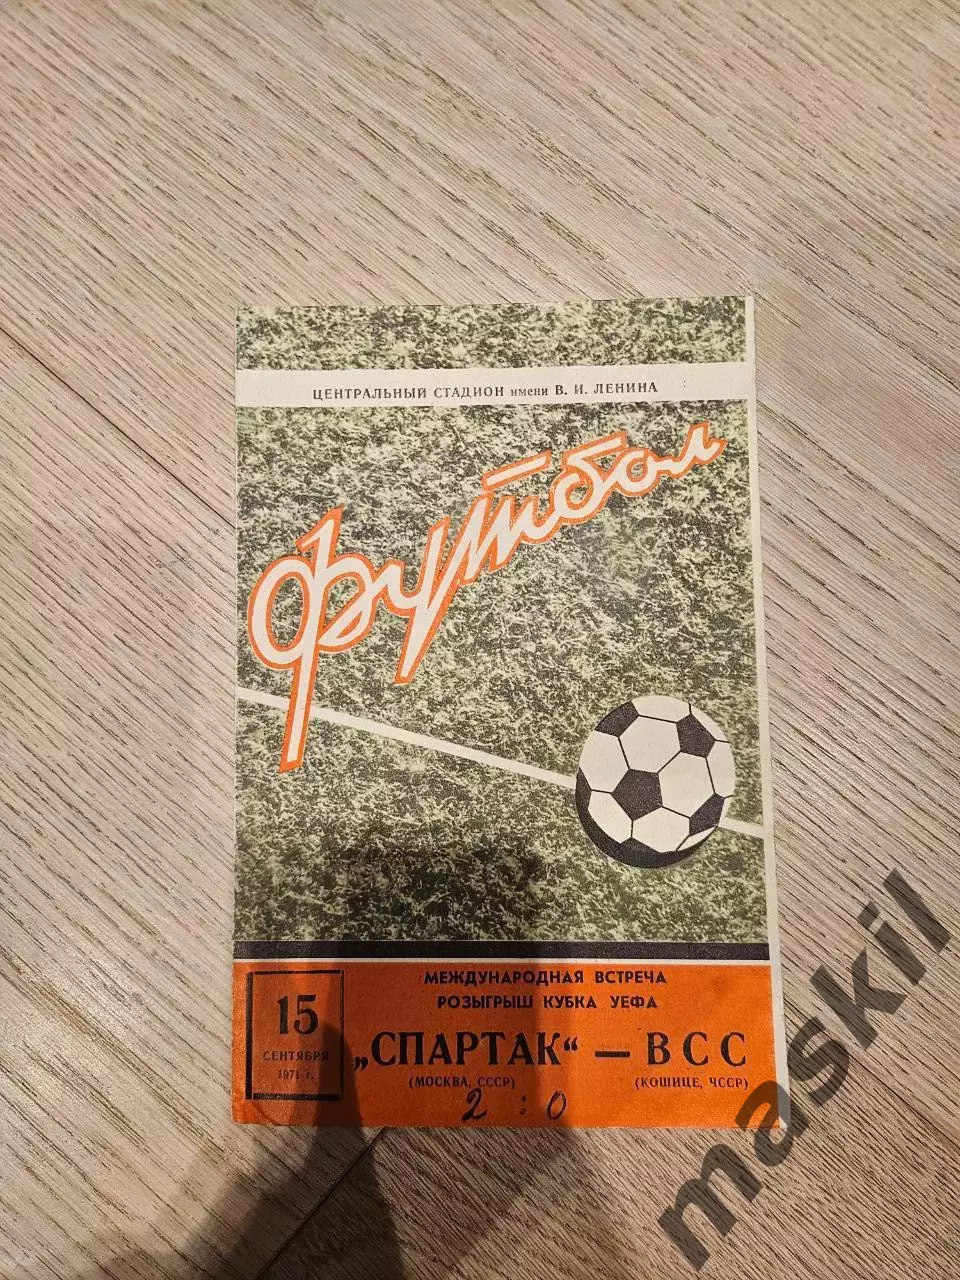 ЦЕНТРАЛЬНЫЙ СТАДИОН имени В. И. ЛЕНИНА
Футбол
МЕЖДУНАРОДНАЯ ВСТРЕЧА
РОЗЫГРЫШ КУБКА УЕФА
15
СЕНТЯБРЯ
1971 г.
„СПАРТАК“ — ВСС
(МОСКВА, СССР) (КОШИЦЕ, ЧССР)
2 : 0
maskil